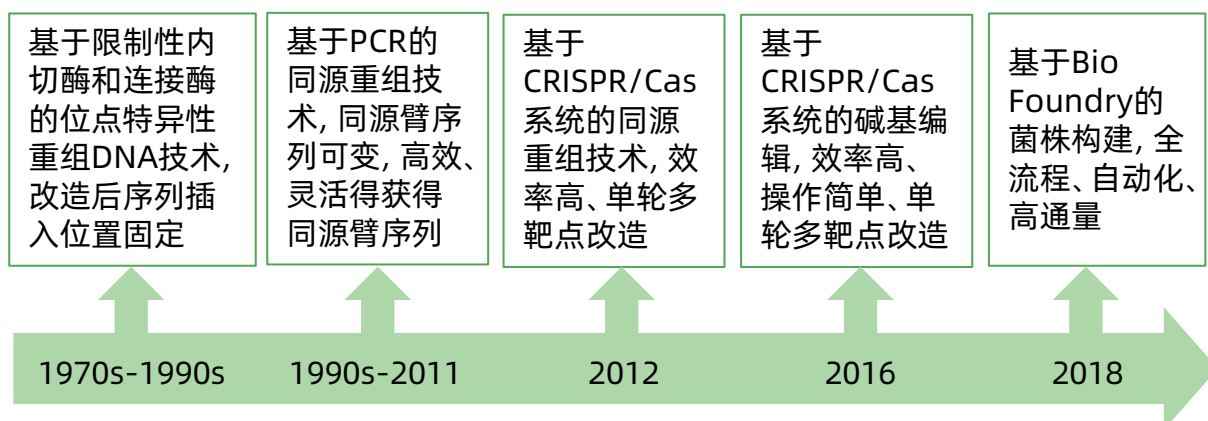 基于限制性内
切酶和连接酶
的位点特异性
重组DNA技术,
改造后序列插
入位置固定
基于PCR的
同源重组技
术, 同源臂序
列可变, 高效、
灵活得获得
同源臂序列
基于
CRISPR/Cas
系统的同源
重组技术, 效
率高、单轮多
靶点改造
基于
CRISPR/Cas
系统的碱基编
辑, 效率高、
操作简单、单
轮多靶点改造
基于Bio
Foundry的
菌株构建, 全
流程、自动化、
高通量
1970s-1990s
1990s-2011
2012
2016
2018